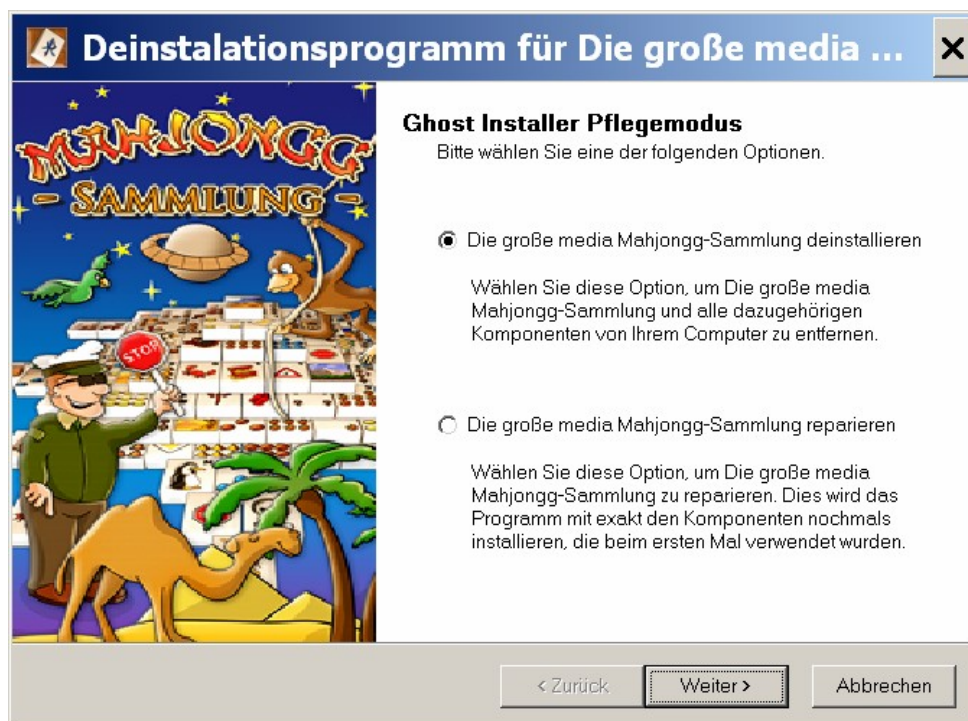 Deinstalationsprogramm für Die große media ...
MAHJONGG
- SAMMLUNG -
STOP
Ghost Installer Pflegemodus
Bitte wählen Sie eine der folgenden Optionen.
Die große media Mahjongg-Sammlung deinstallieren
Wählen Sie diese Option, um Die große media
Mahjongg-Sammlung und alle dazugehörigen
Komponenten von Ihrem Computer zu entfernen.
Die große media Mahjongg-Sammlung reparieren
Wählen Sie diese Option, um Die große media
Mahjongg-Sammlung zu reparieren. Dies wird das
Programm mit exakt den Komponenten nochmals
installieren, die beim ersten Mal verwendet wurden.
< Zurück
Weiter >
Abbrechen